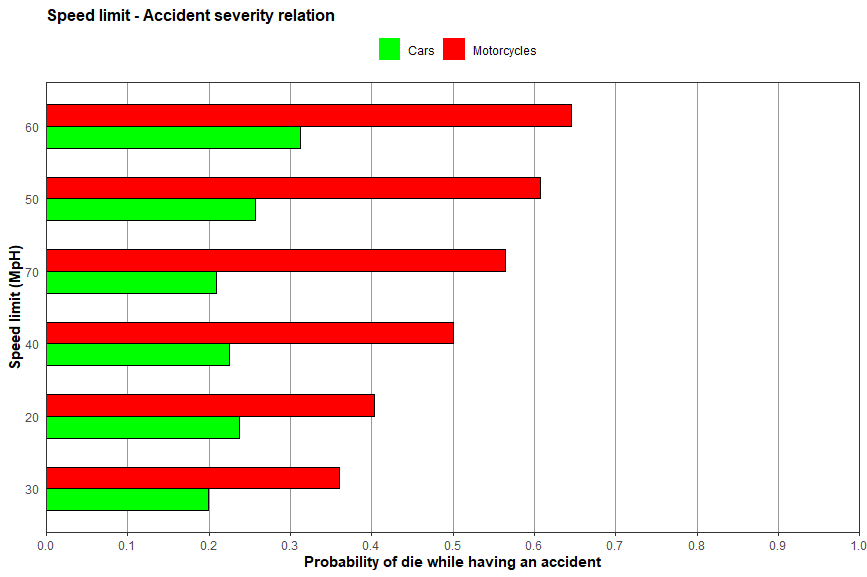 Speed limit - Accident severity relation
Cars Motorcycles
60
50
70
40
20
30
Speed limit (MpH)
0.0 0.1 0.2 0.3 0.4 0.5 0.6 0.7 0.8 0.9 1.0
Probability of die while having an accident